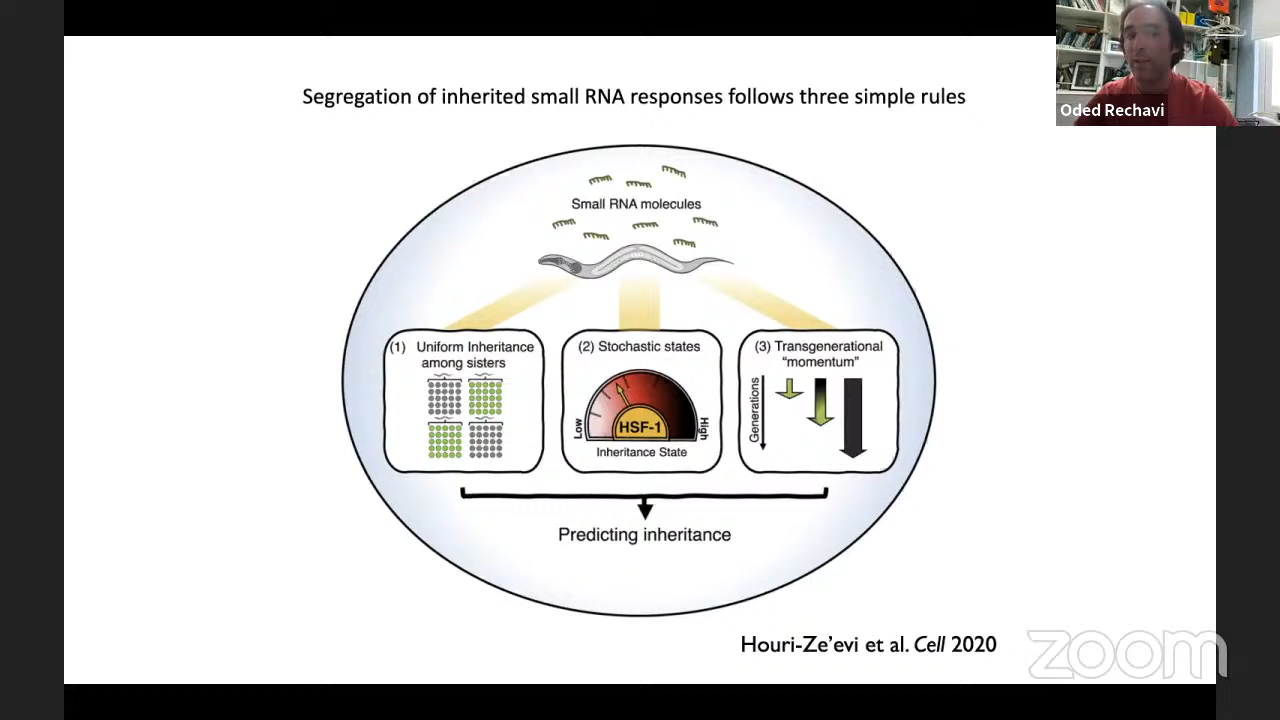 Segregation of inherited small RNA responses follows three simple rules
Oded Rechavi
Small RNA molecules
(1) Uniform Inheritance
among sisters
(2) Stochastic states
Low
HSF-1
High
Inheritance State
(3) Transgenerational
“momentum”
Generations
Predicting inheritance
Houri-Ze’evi et al. Cell 2020
zoom